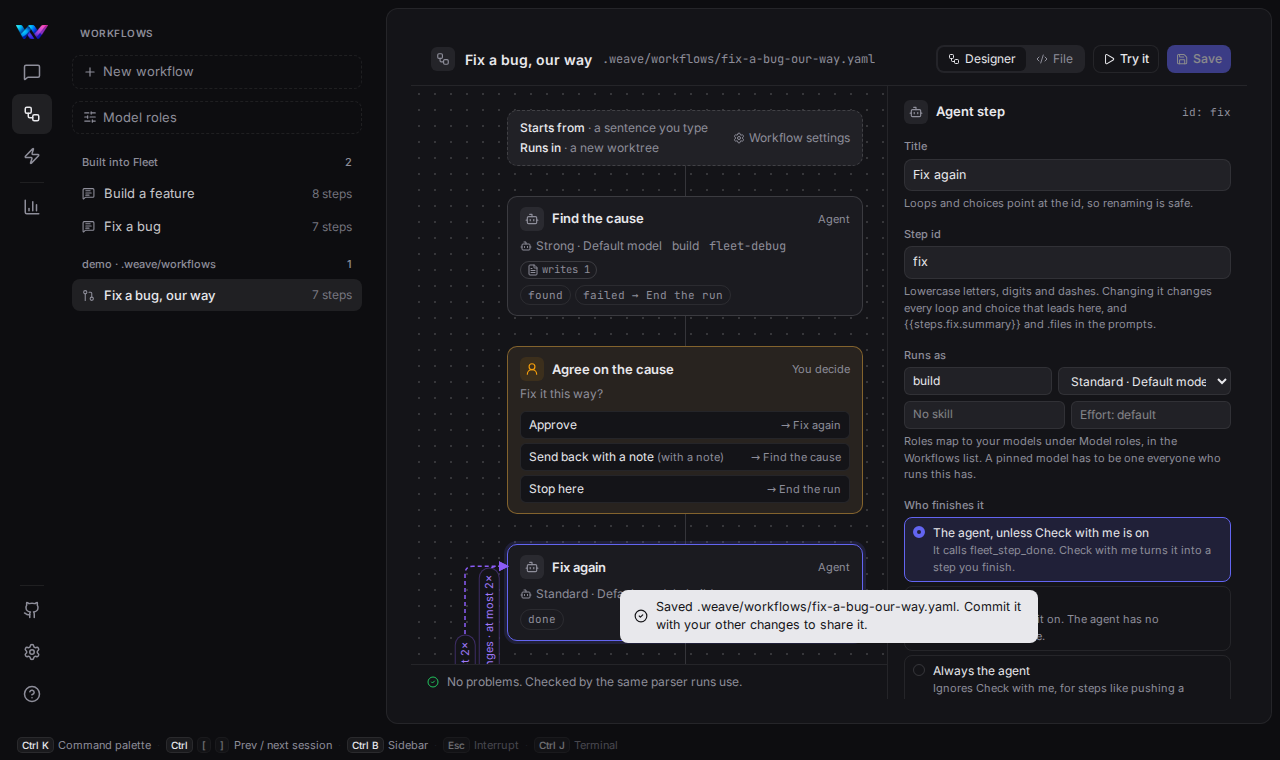 WORKFLOWS
New workflow
Model roles
Built into Fleet 2
Build a feature 8 steps
Fix a bug 7 steps
demo · .weave/workflows 1
Fix a bug, our way 7 steps
Fix a bug, our way .weave/workflows/fix-a-bug-our-way.yaml
Designer File Try it Save
Starts from · a sentence you type
Runs in · a new worktree
Workflow settings
Find the cause Agent
Strong · Default model build fleet-debug
writes 1
found failed → End the run
Agree on the cause You decide
Fix it this way?
Approve → Fix again
Send back with a note (with a note) → Find the cause
Stop here → End the run
Fix again Agent
Standard ·
done
nges · at most 2×
t 2×
No problems. Checked by the same parser runs use.
Agent step id: fix
Title
Fix again
Loops and choices point at the id, so renaming is safe.
Step id
fix
Lowercase letters, digits and dashes. Changing it changes
every loop and choice that leads here, and
{{steps.fix.summary}} and .files in the prompts.
Runs as
build Standard · Default mode
No skill Effort: default
Roles map to your models under Model roles, in the
Workflows list. A pinned model has to be one everyone who
runs this has.
Who finishes it
The agent, unless Check with me is on
It calls fleet_step_done. Check with me turns it into a
step you finish.
it on. The agent has no
Always the agent
Ignores Check with me, for steps like pushing a
Saved .weave/workflows/fix-a-bug-our-way.yaml. Commit it
with your other changes to share it.
Ctrl K Command palette Ctrl [ ] Prev / next session Ctrl B Sidebar Esc Interrupt Ctrl J Terminal